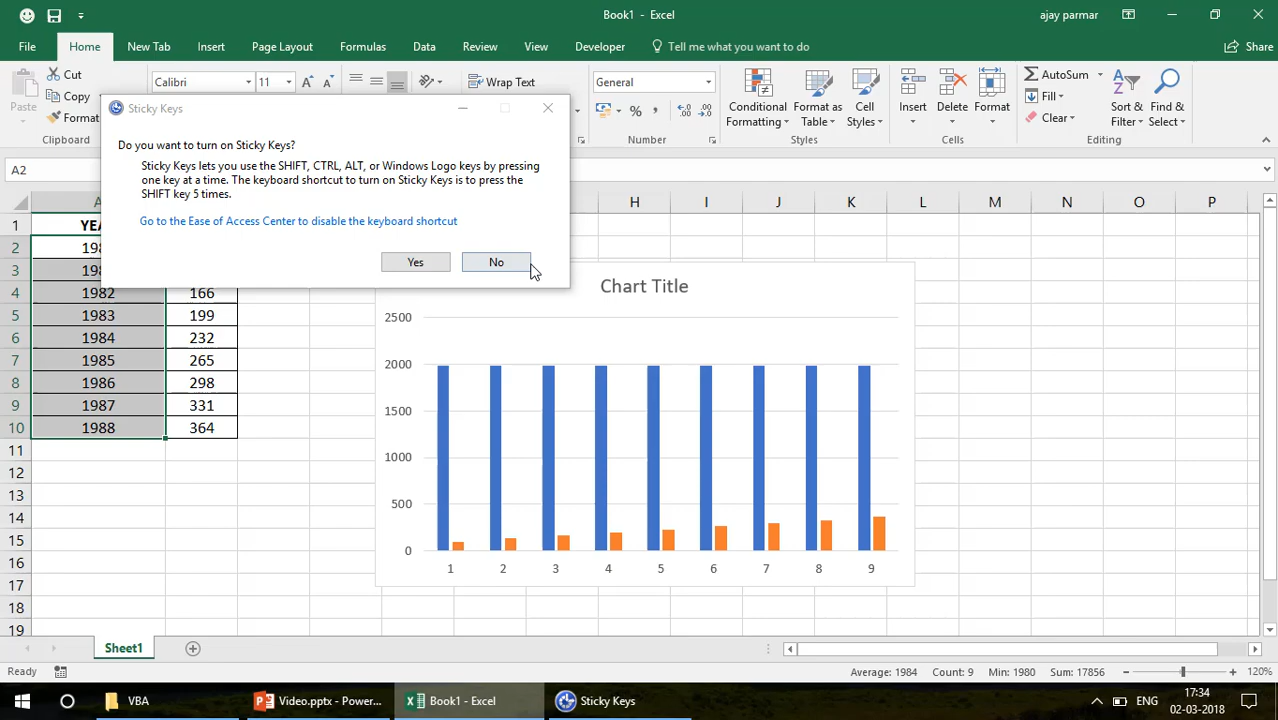 Book1 - Excel
ajay parmar
File Home New Tab Insert Page Layout Formulas Data Review View Developer Tell me what you want to do Share
Paste
Cut
Copy
Format
Clipboard
Calibri 11
Wrap Text
General
Conditional Formatting
Format as Table
Cell Styles
Insert
Delete
Format
Cells
AutoSum
Fill
Clear
Sort & Filter
Find & Select
Editing
A2
Sticky Keys
Do you want to turn on Sticky Keys?
Sticky Keys lets you use the SHIFT, CTRL, ALT, or Windows Logo keys by pressing
one key at a time. The keyboard shortcut to turn on Sticky Keys is to press the
SHIFT key 5 times.
Go to the Ease of Access Center to disable the keyboard shortcut
Yes No
H I J K L M N O P
1
2
3
4 1982 166
5 1983 199
6 1984 232
7 1985 265
8 1986 298
9 1987 331
10 1988 364
11
12
13
14
15
16
17
18
19
Chart Title
2500
2000
1500
1000
500
0
1 2 3 4 5 6 7 8 9
Sheet1
Ready Average: 1984 Count: 9 Min: 1980 Sum: 17856 120%
VBA Video.pptx - Power... Book1 - Excel Sticky Keys ENG
17:34
02-03-2018